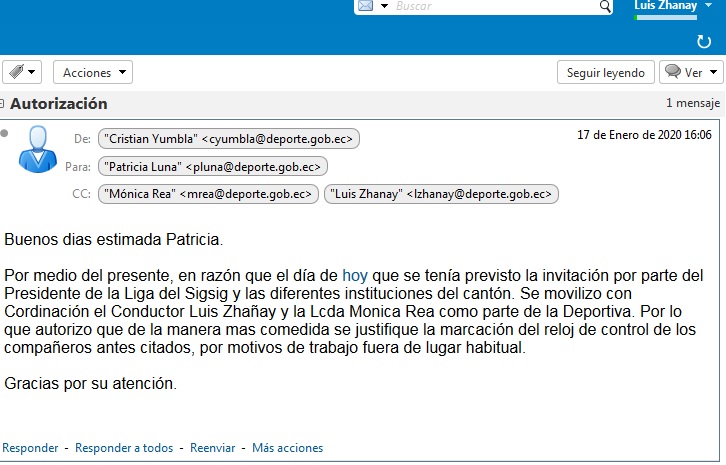 Buscar
Luis Zhanay
Acciones
Seguir leyendo
Ver
Autorización
1 mensaje
De: "Cristian Yumbla" <cyumbla@deporte.gob.ec>
17 de Enero de 2020 16:06
Para: "Patricia Luna" <pluna@deporte.gob.ec>
CC: "Mónica Rea" <mrea@deporte.gob.ec> "Luis Zhanay" <lzhanay@deporte.gob.ec>
Buenos dias estimada Patricia.
Por medio del presente, en razón que el día de hoy que se tenía previsto la invitación por parte del
Presidente de la Liga del Sigsig y las diferentes instituciones del cantón. Se movilizo con
Cordinación el Conductor Luis Zhañay y la Lcda Monica Rea como parte de la Deportiva. Por lo
que autorizo que de la manera mas comedida se justifique la marcación del reloj de control de los
compañeros antes citados, por motivos de trabajo fuera de lugar habitual.
Gracias por su atención.
Responder - Responder a todos - Reenviar - Más acciones